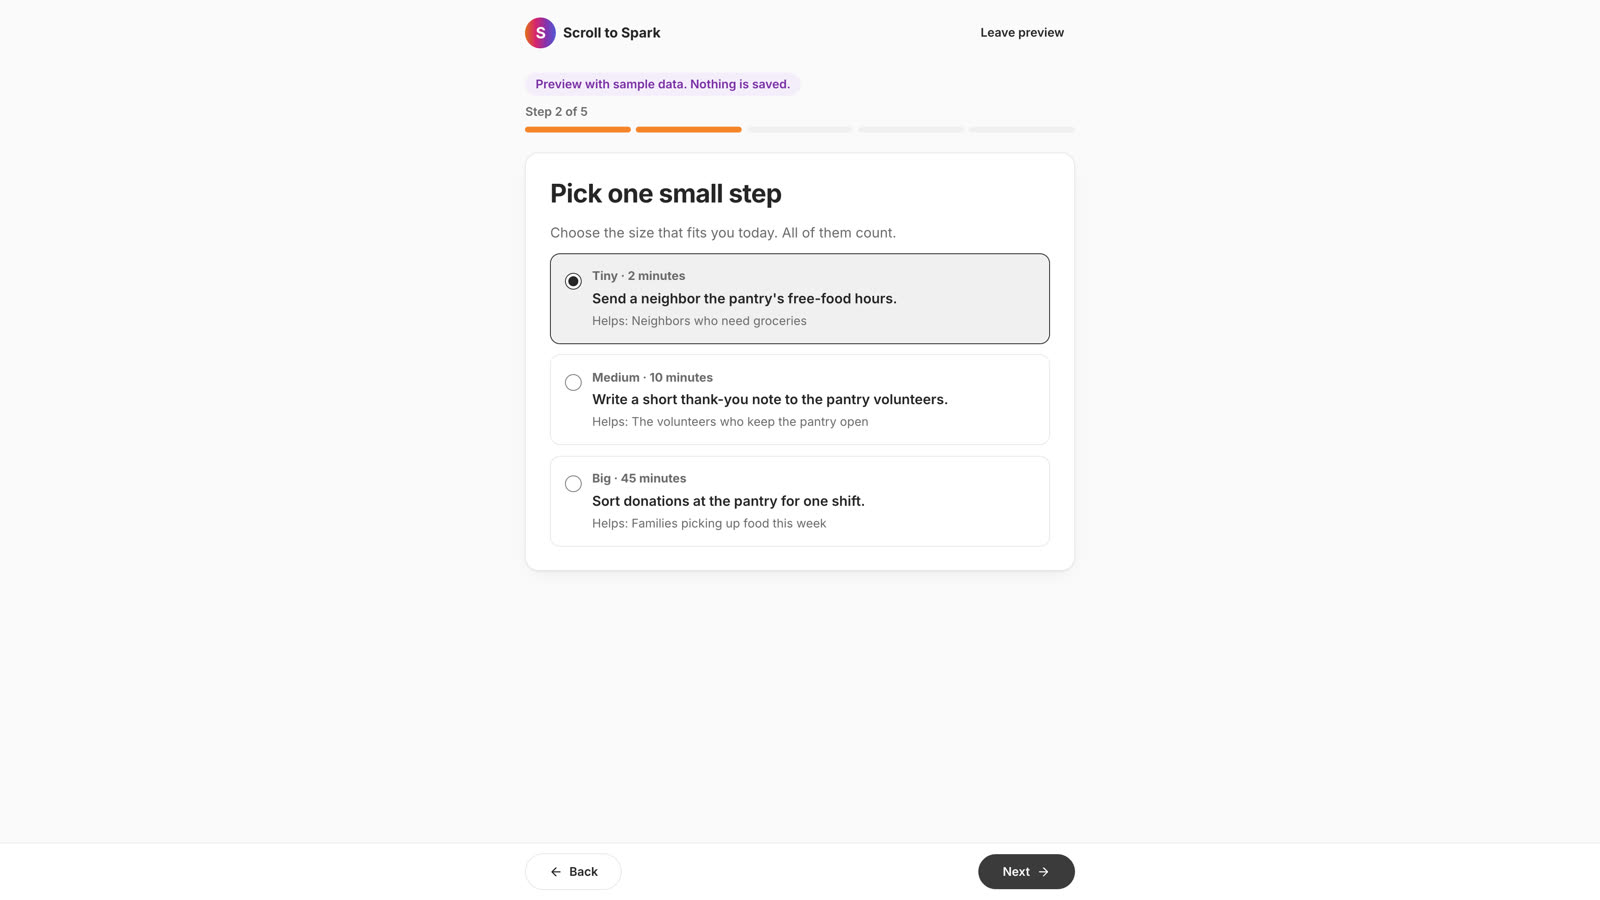 S Scroll to Spark
Leave preview
Preview with sample data. Nothing is saved.
Step 2 of 5
Pick one small step
Choose the size that fits you today. All of them count.
Tiny · 2 minutes
Send a neighbor the pantry's free-food hours.
Helps: Neighbors who need groceries
Medium · 10 minutes
Write a short thank-you note to the pantry volunteers.
Helps: The volunteers who keep the pantry open
Big · 45 minutes
Sort donations at the pantry for one shift.
Helps: Families picking up food this week
← Back
Next →